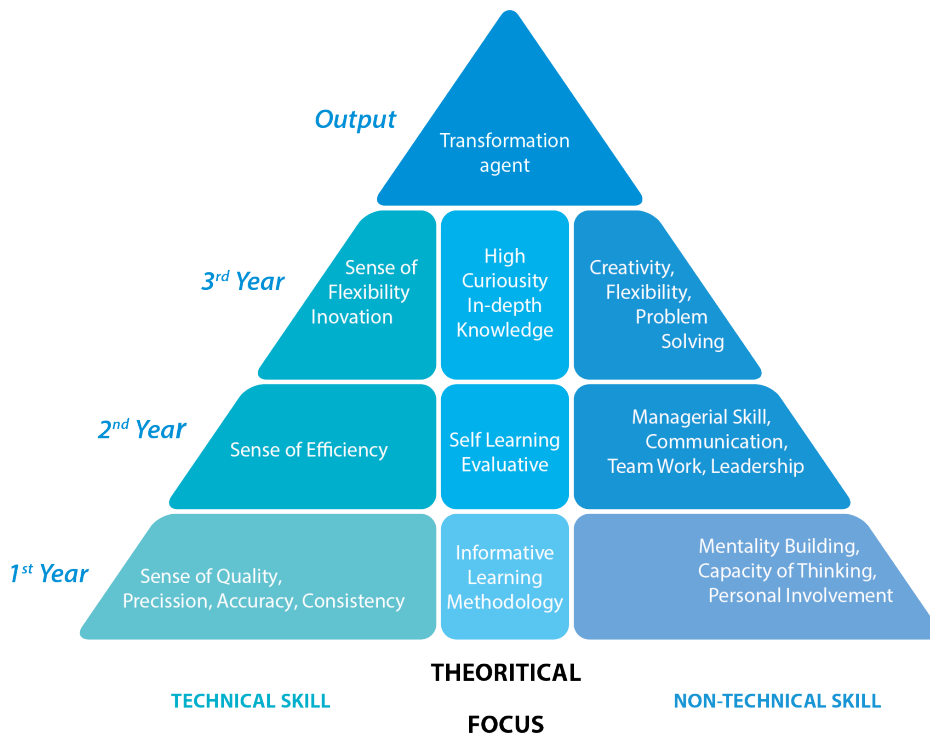 Output
Transformation
agent
3rd Year
Sense of
Flexibility
Inovation
High
Curiousity
In-depth
Knowledge
Creativity,
Flexibility,
Problem
Solving
2nd Year
Sense of Efficiency
Self Learning
Evaluative
Managerial Skill,
Communication,
Team Work, Leadership
1st Year
Sense of Quality,
Precission, Accuracy, Consistency
Informative
Learning
Methodology
Mentality Building,
Capacity of Thinking,
Personal Involvement
THEORITICAL
TECHNICAL SKILL
NON-TECHNICAL SKILL
FOCUS